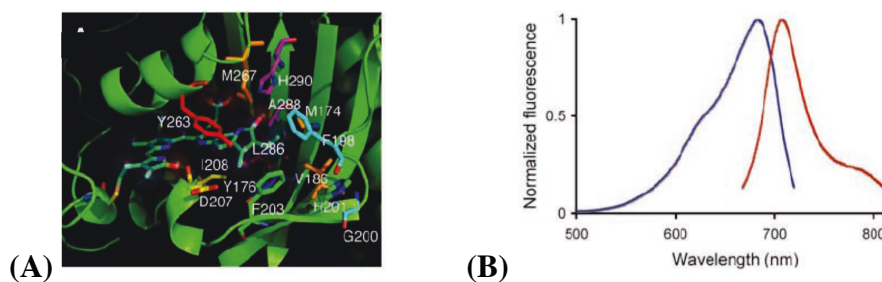 A
M267
H290
A288
M174
Y263
F198
L286
I208
Y176
V186
D207
F203
H201
G200
(A)
B
Normalized fluorescence
1
0.5
0
500
600
700
800
Wavelength (nm)
(B)